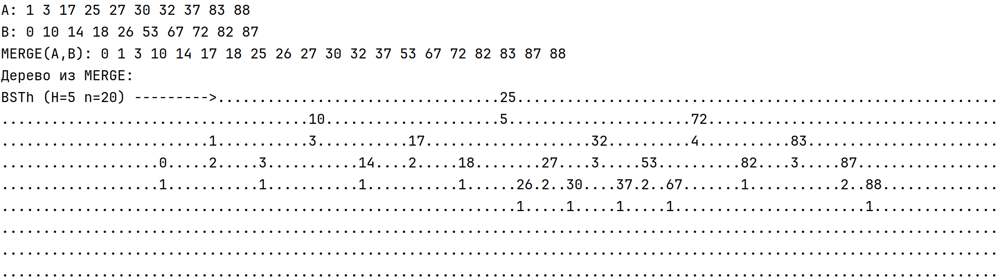 A: 1 3 17 25 27 30 32 37 83 88
B: 0 10 14 18 26 53 67 72 82 87
MERGE(A,B): 0 1 3 10 14 17 18 25 26 27 30 32 37 53 67 72 82 83 87 88
Дерево из MERGE:
BSTh (H=5 n=20) --------->..................................25..........................................................
.....................................10.....................5......................72...................................
.........................1...........3...........17....................32..........4...........83.......................
...................0.....2.....3...........14....2.....18........27....3.....53..........82....3.....87.................
...................1...........1...........1...........1......26.2..30....37.2..67.......1...........2..88..............
..............................................................1.....1.....1.....1.......................1...............
........................................................................................................................
........................................................................................................................
........................................................................................................................